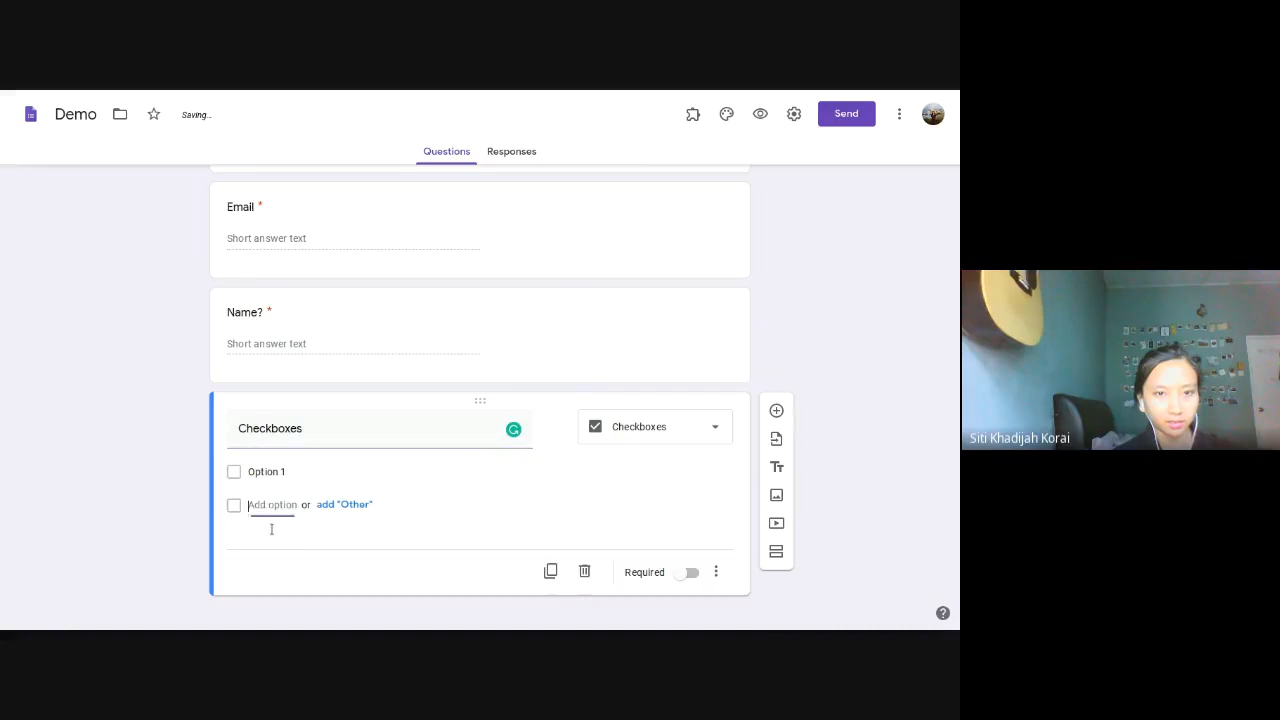 Demo
Saving...
Send
Questions
Responses
Email *
Short answer text
Name? *
Short answer text
Checkboxes
Checkboxes
Option 1
Add option or add "Other"
Required
Tт
Siti Khadijah Korai